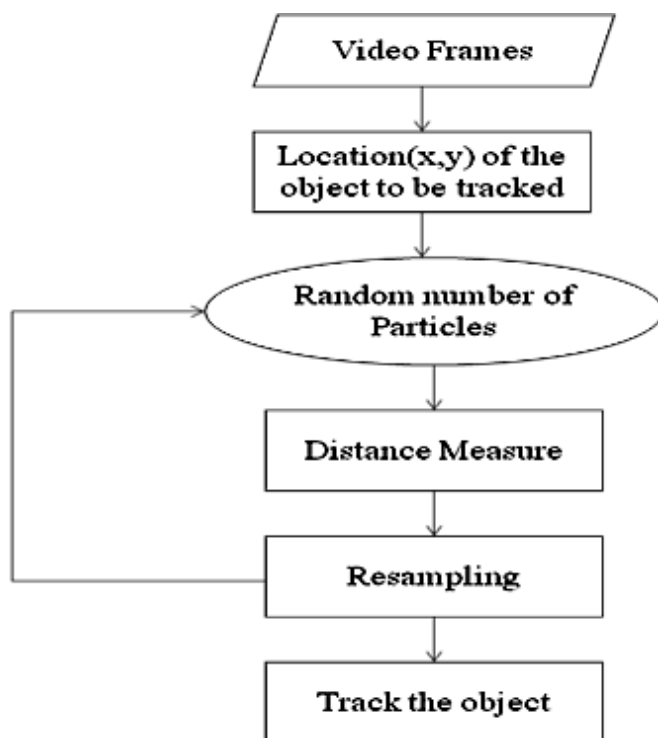 Video Frames
Location(x,y) of the
object to be tracked
Random number of
Particles
Distance Measure
Resampling
Track the object